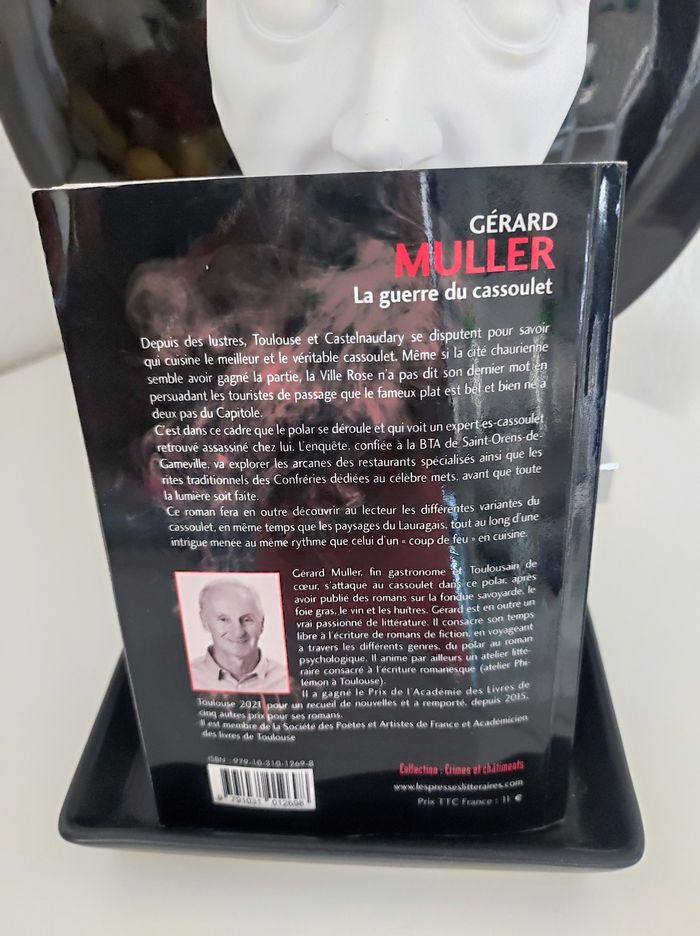 GÉRARD
MULLER
La guerre du cassoulet
Depuis des lustres, Toulouse et Castelnaudary se disputent pour savoir
qui cuisine le meilleur et le véritable cassoulet. Même si la cité chaurienne
semble avoir gagné la partie, la Ville Rose n'a pas dit son dernier mot en
persuadant les touristes de passage que le fameux plat est bel et bien né à
deux pas du Capitole.
C'est dans ce cadre que le polar se déroule et qui voit un expert es-cassoulet
retrouvé assassiné chez lui. L'enquête, confiée à la BTA de Saint-Orens-de-
Gameville, va explorer les arcanes des restaurants spécialisés ainsi que les
rites traditionnels des Confréries dédiées au célèbre mets, avant que toute
la lumière soit faite.
Ce roman fera en outre découvrir au lecteur les différentes variantes du
cassoulet, en même temps que les paysages du Lauragais, tout au long d'une
intrigue menée au même rythme que celui d'un « coup de feu » en cuisine.
Gérard Muller, fin gastronome et Toulousain de
cœur, s'attaque au cassoulet dans ce polar, après
avoir publié des romans sur la fondue savoyarde, le
foie gras, le vin et les huîtres. Gérard est en outre un
vrai passionné de littérature. Il consacre son temps
libre à l'écriture de romans de fiction, en voyageant
à travers les différents genres, du polar au roman
psychologique. Il anime par ailleurs un atelier litté-
raire consacré à l'écriture romanesque (atelier Phi-
lémon à Toulouse).
Il a gagné le Prix de l'Académie des Livres de
Toulouse 2021 pour un recueil de nouvelles et a remporté, depuis 2015,
cinq autres prix pour ses romans.
Il est membre de la Société des Poètes et Artistes de France et Academicien
des livres de Toulouse
ISBN : 979-10-310-1269-8
9 791031 012698
Collection : Crimes et châtiments
www.lespresseslitteraires.com
Prix TTC France : 11 €